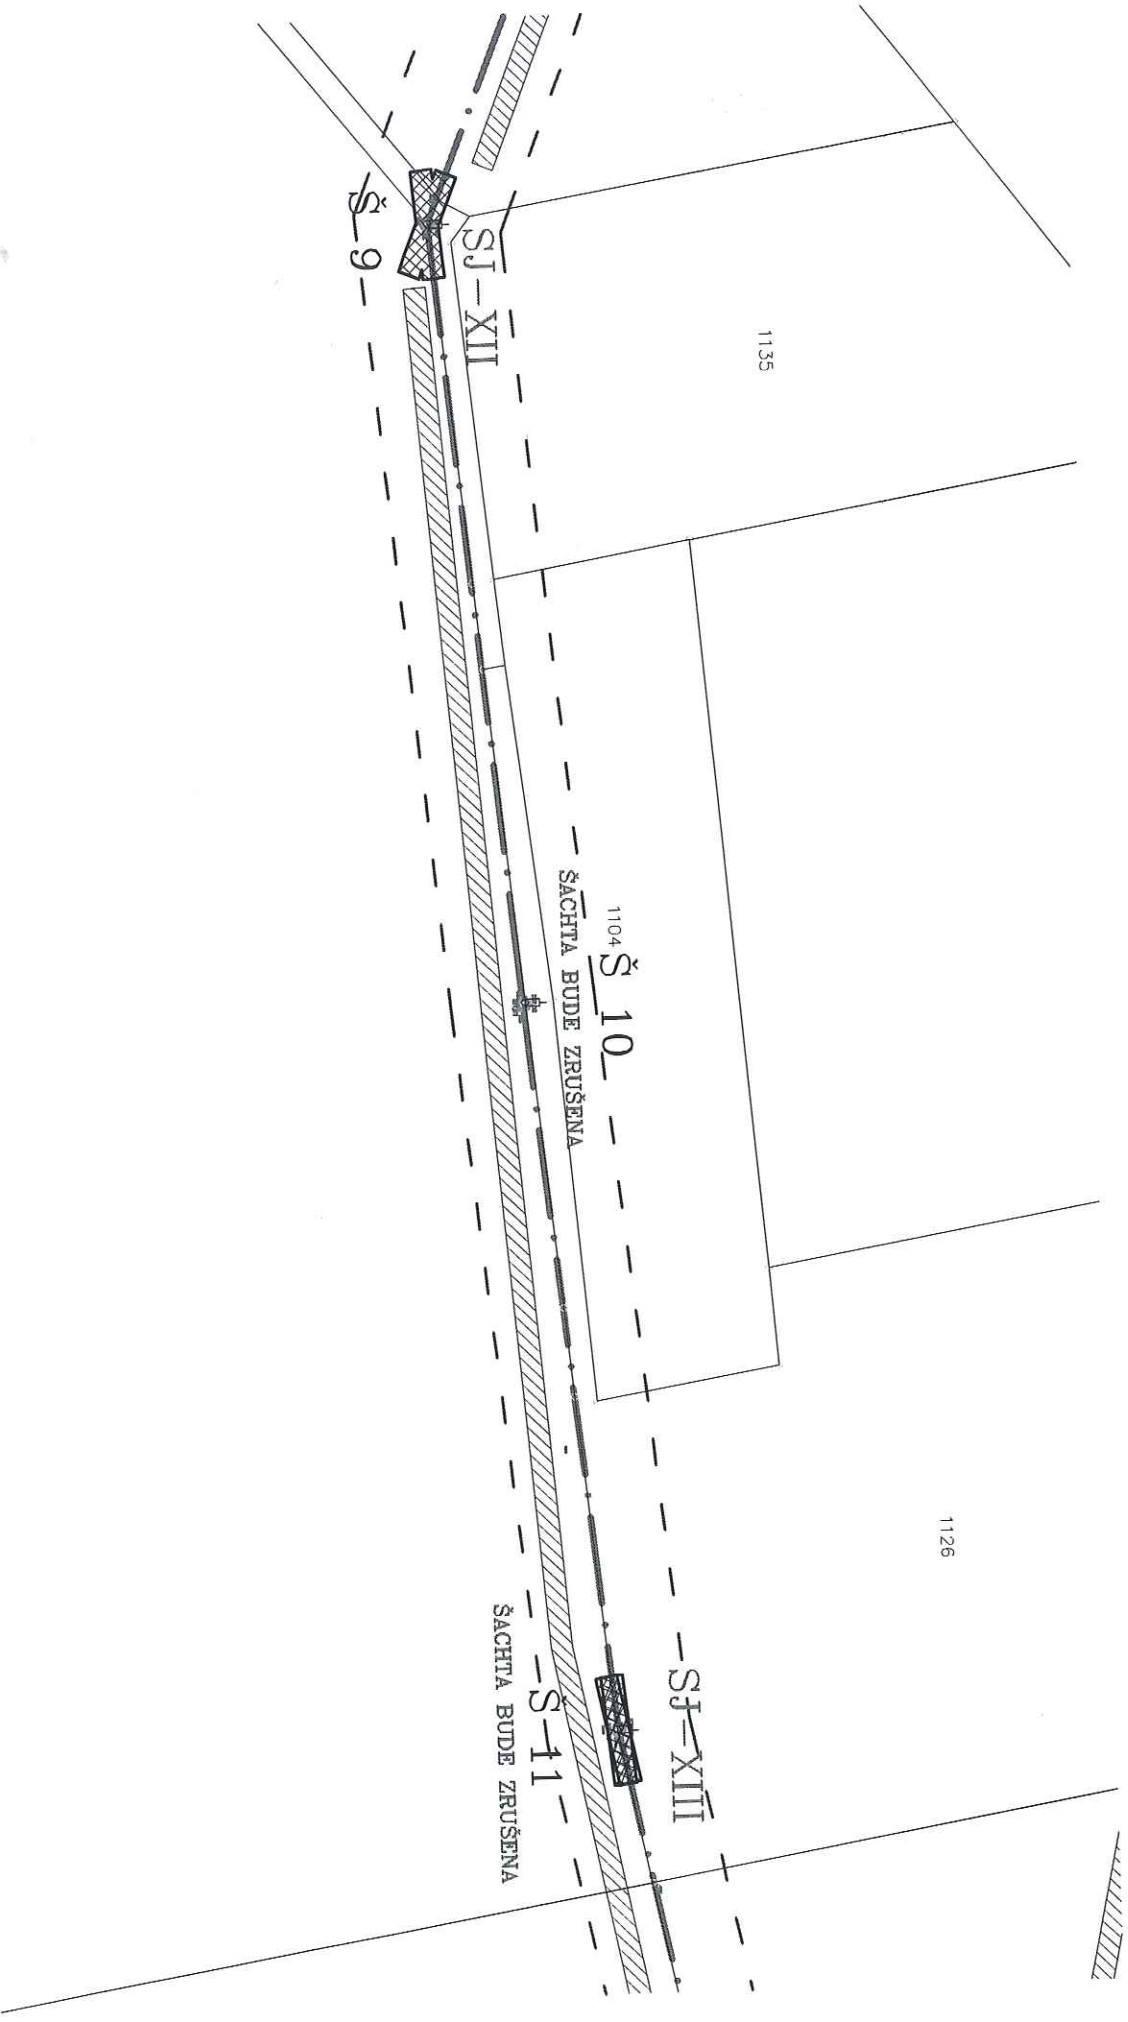 1135
SJ-XII
Š 9
1104
Š 10
ŠACHTA BUDE ZRUŠENA
1126
SJ-XIII
Š 11
ŠACHTA BUDE ZRUŠENA